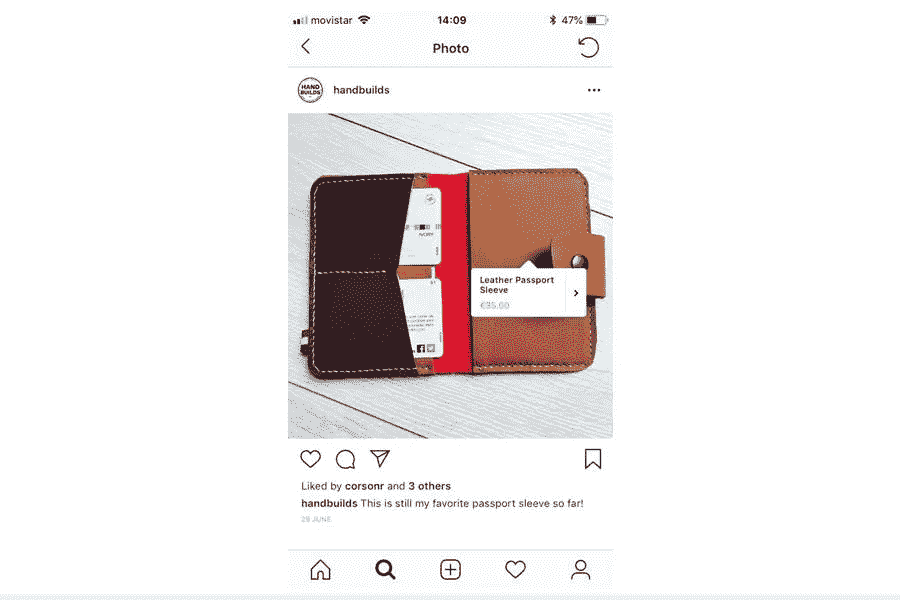 movistar 14:09 47%
Photo
HAND
BUILDS
handbuilds
IVORY
Leather Passport
Sleeve
€35.00
Liked by corsonr and 3 others
handbuilds This is still my favorite passport sleeve so far!
29 JUNE